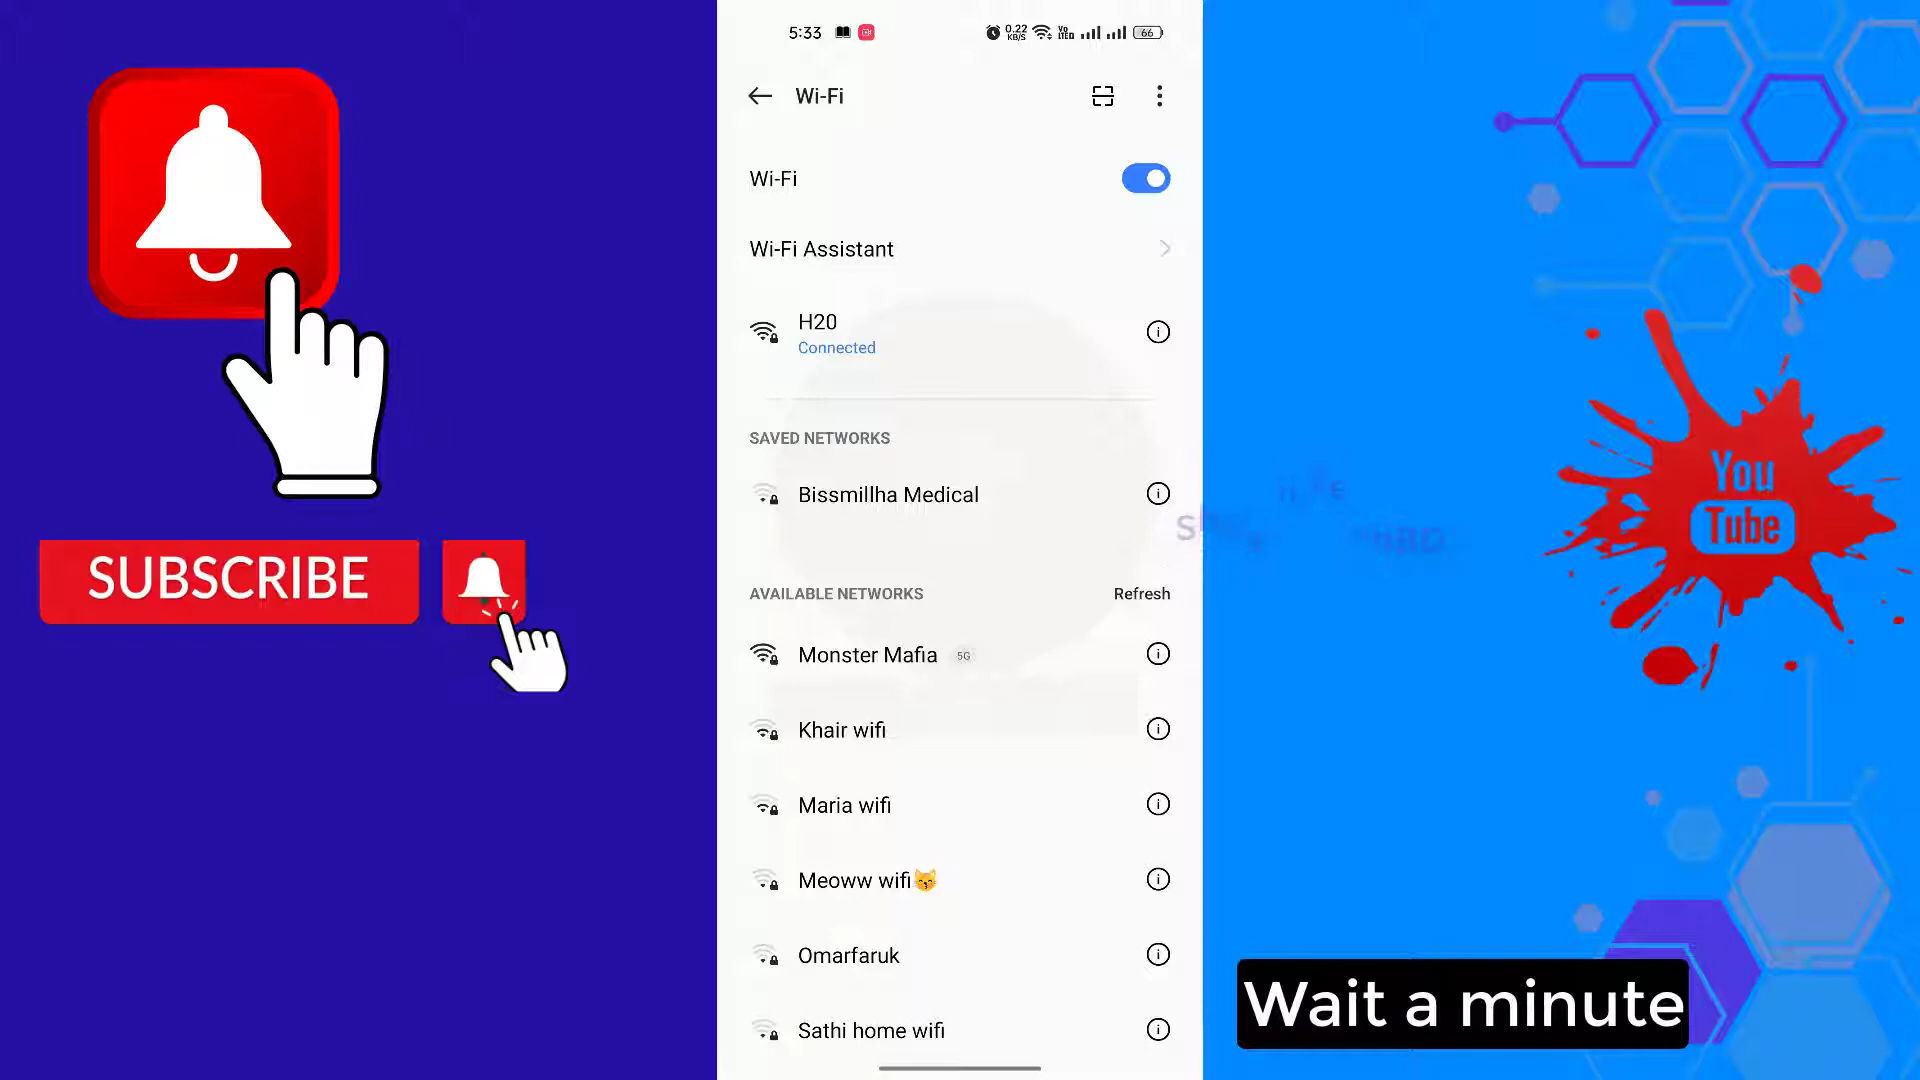 5:33
0.22
KB/S
Vo
LTE
66
Wi-Fi
Wi-Fi
Wi-Fi Assistant
H20
Connected
SAVED NETWORKS
Bissmillha Medical
AVAILABLE NETWORKS
Refresh
Monster Mafia 5G
Khair wifi
Maria wifi
Meoww wifi😽
Omarfaruk
Sathi home wifi
SUBSCRIBE
You
Tube
Wait a minute